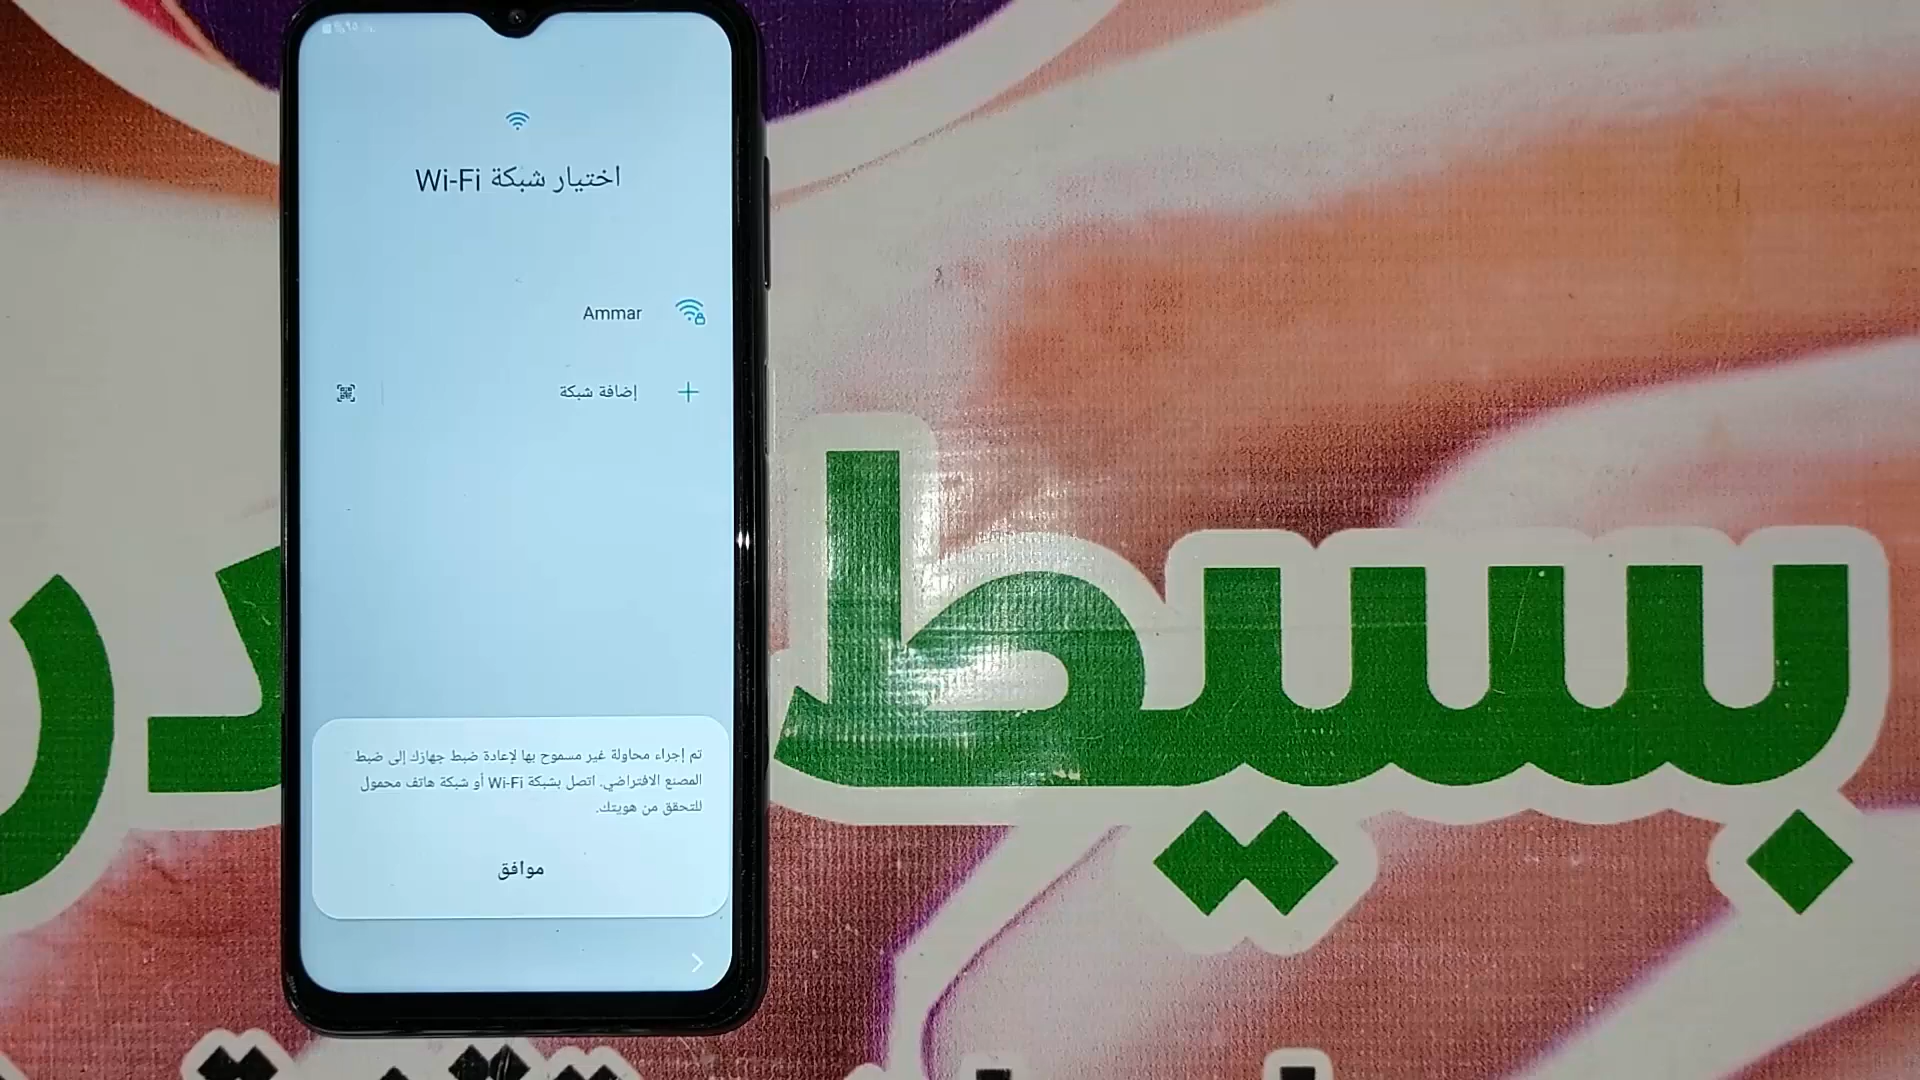 اختيار شبكة Wi-Fi
Ammar
إضافة شبكة
تم إجراء محاولة غير مسموح بها لإعادة ضبط جهازك إلى ضبط
المصنع الافتراضي. اتصل بشبكة Wi-Fi أو شبكة هاتف محمول
للتحقق من هويتك.
موافق
بسيط